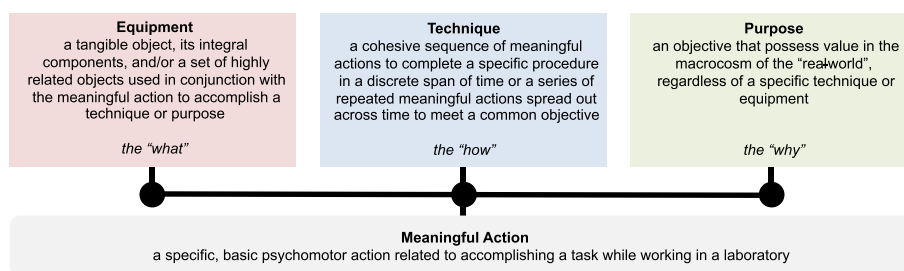 Equipment
a tangible object, its integral
components, and/or a set of highly
related objects used in conjunction with
the meaningful action to accomplish a
technique or purpose
the “what”
Technique
a cohesive sequence of meaningful
actions to complete a specific procedure
in a discrete span of time or a series of
repeated meaningful actions spread out
across time to meet a common objective
the “how”
Purpose
an objective that possess value in the
macrocosm of the “real-world”,
regardless of a specific technique or
equipment
the “why”
Meaningful Action
a specific, basic psychomotor action related to accomplishing a task while working in a laboratory